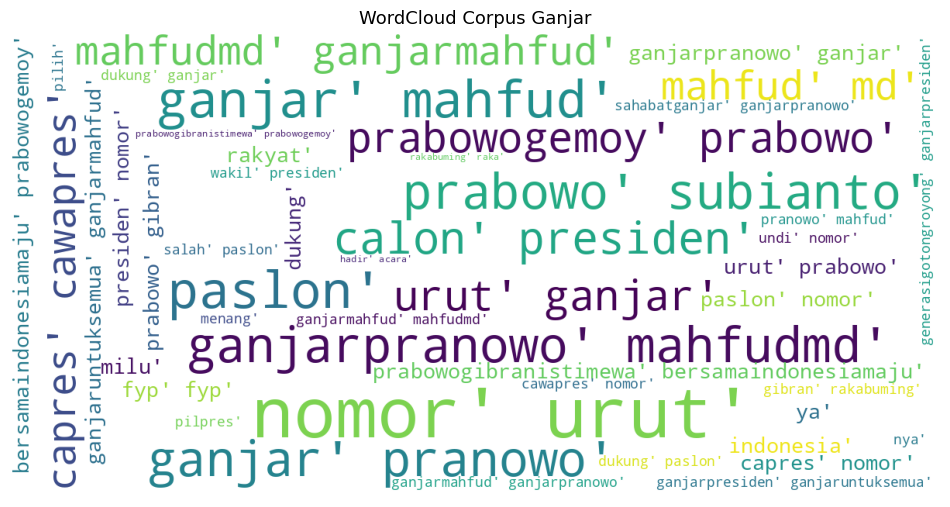 WordCloud Corpus Ganjar
mahfudmd' ganjarmahfud'
ganjarpranowo' ganjar'
pilih'
dukung' ganjar'
ganjar' mahfud'
mahfud' md'
sahabatganjar' ganjarpranowo'
prabowogibranistimewa' prabowogemoy'
prabowogemoy' prabowo'
rakyat'
rakabuming' raka'
wakil' presiden'
prabowo' subianto'
dukung'
pranowo' mahfud'
calon' presiden'
undi' nomor'
salah' paslon'
hadir' acara'
urut' prabowo'
paslon'
urut' ganjar'
paslon' nomor'
menang'
ganjarmahfud' mahfudmd'
ganjarpranowo' mahfudmd'
milu'
prabowogibranistimewa' bersamaindonesiamaju'
fyp' fyp'
cawapres' nomor'
gibran' rakabuming'
nomor' urut'
ya'
pilpres'
indonesia'
nya'
ganjar' pranowo'
dukung' paslon'
capres' nomor'
ganjarmahfud' ganjarpranowo'
ganjarpresiden' ganjaruntuksemua'
bersamaindonesiamaju' prabowogemoy'
capres' cawapres'
ganjaruntuksemua' ganjarmahfud'
presiden' nomor'
prabowo' gibran'
generasigotongroyong' ganjarpresiden'